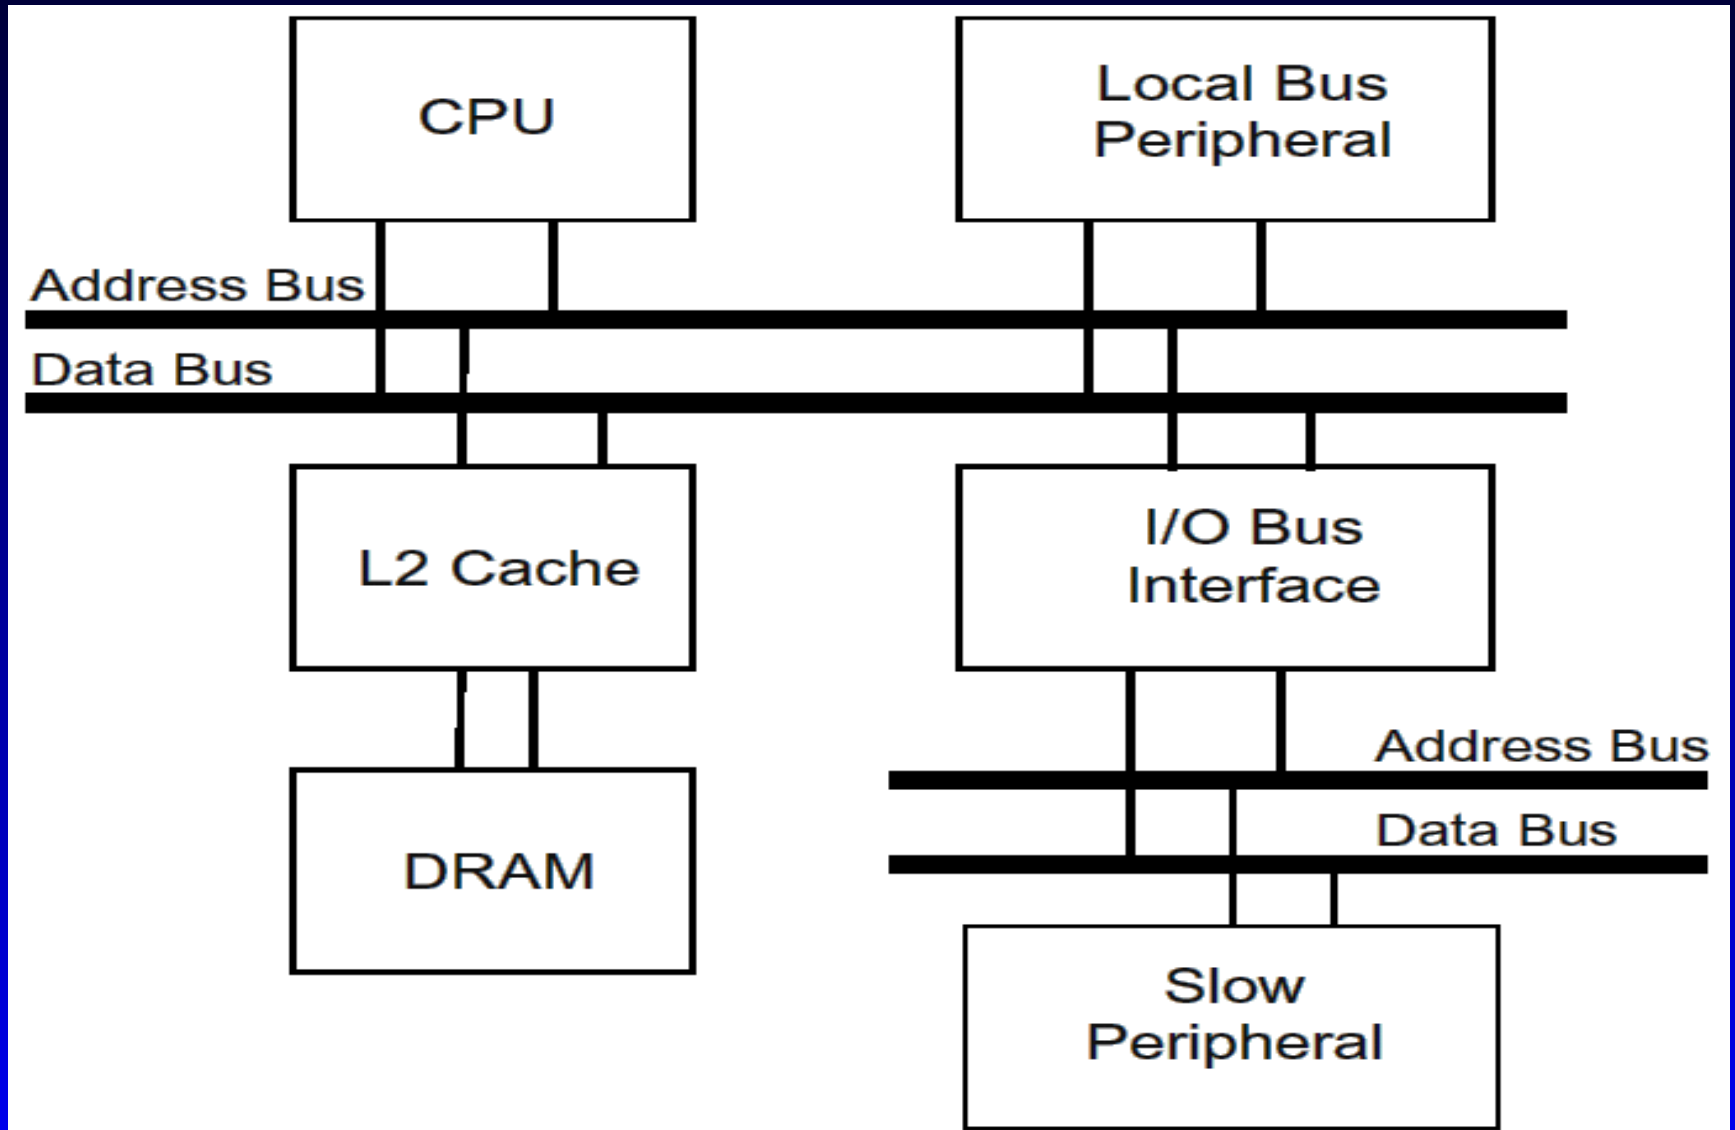 CPU
Local Bus
Peripheral
Address Bus
Data Bus
L2 Cache
I/O Bus
Interface
DRAM
Address Bus
Data Bus
Slow
Peripheral